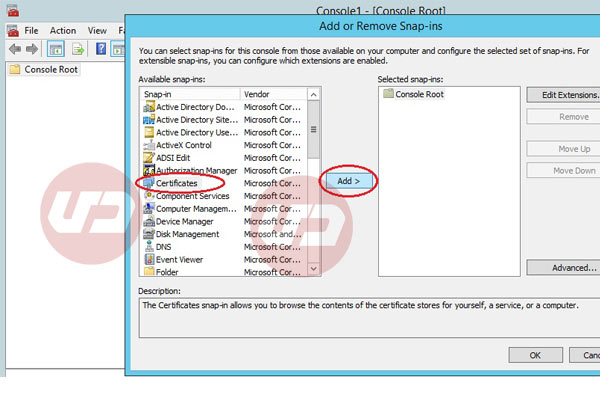 Console1 - [Console Root]
File Action View
Console Root
Add or Remove Snap-ins
You can select snap-ins for this console from those available on your computer and configure the selected set of snap-ins. For
extensible snap-ins, you can configure which extensions are enabled.
Available snap-ins:
Snap-in Vendor
Active Directory Do... Microsoft Cor...
Active Directory Site... Microsoft Cor...
Active Directory Use... Microsoft Cor...
ActiveX Control Microsoft Cor...
ADSI Edit Microsoft Cor...
Authorization Manager Microsoft Cor...
Certificates Microsoft Cor...
Component Services Microsoft Cor...
Computer Managem... Microsoft Cor...
Device Manager Microsoft Cor...
Disk Management Microsoft and...
DNS Microsoft Cor...
Event Viewer Microsoft Cor...
Folder Microsoft Cor...
Add >
Selected snap-ins:
Console Root
Edit Extensions.
Remove
Move Up
Move Down
Advanced...
Description:
The Certificates snap-in allows you to browse the contents of the certificate stores for yourself, a service, or a computer.
OK
UP
UP